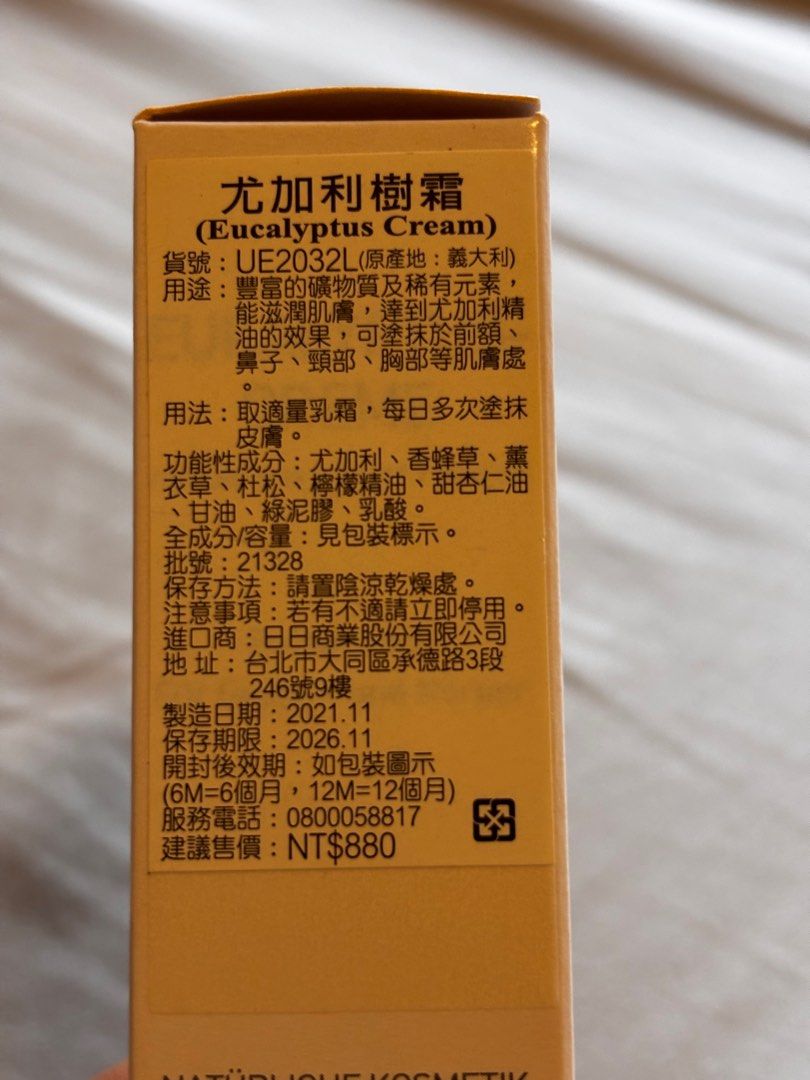 尤加利樹霜
(Eucalyptus Cream)
貨號：UE2032L(原產地：義大利)
用途：豐富的礦物質及稀有元素，
能滋潤肌膚，達到尤加利精
油的效果，可塗抹於前額、
鼻子、頸部、胸部等肌膚處
。
用法：取適量乳霜，每日多次塗抹
皮膚。
功能性成分：尤加利、香蜂草、薰
衣草、杜松、檸檬精油、甜杏仁油
、甘油、綠泥膠、乳酸。
全成分/容量：見包裝標示。
批號：21328
保存方法：請置陰涼乾燥處。
注意事項：若有不適請立即停用。
進口商：日日商業股份有限公司
地 址：台北市大同區承德路3段
246號9樓
製造日期：2021.11
保存期限：2026.11
開封後效期：如包裝圖示
(6M=6個月，12M=12個月)
服務電話：0800058817
建議售價：NT$880
NATÜRLICHE KOSMETIK